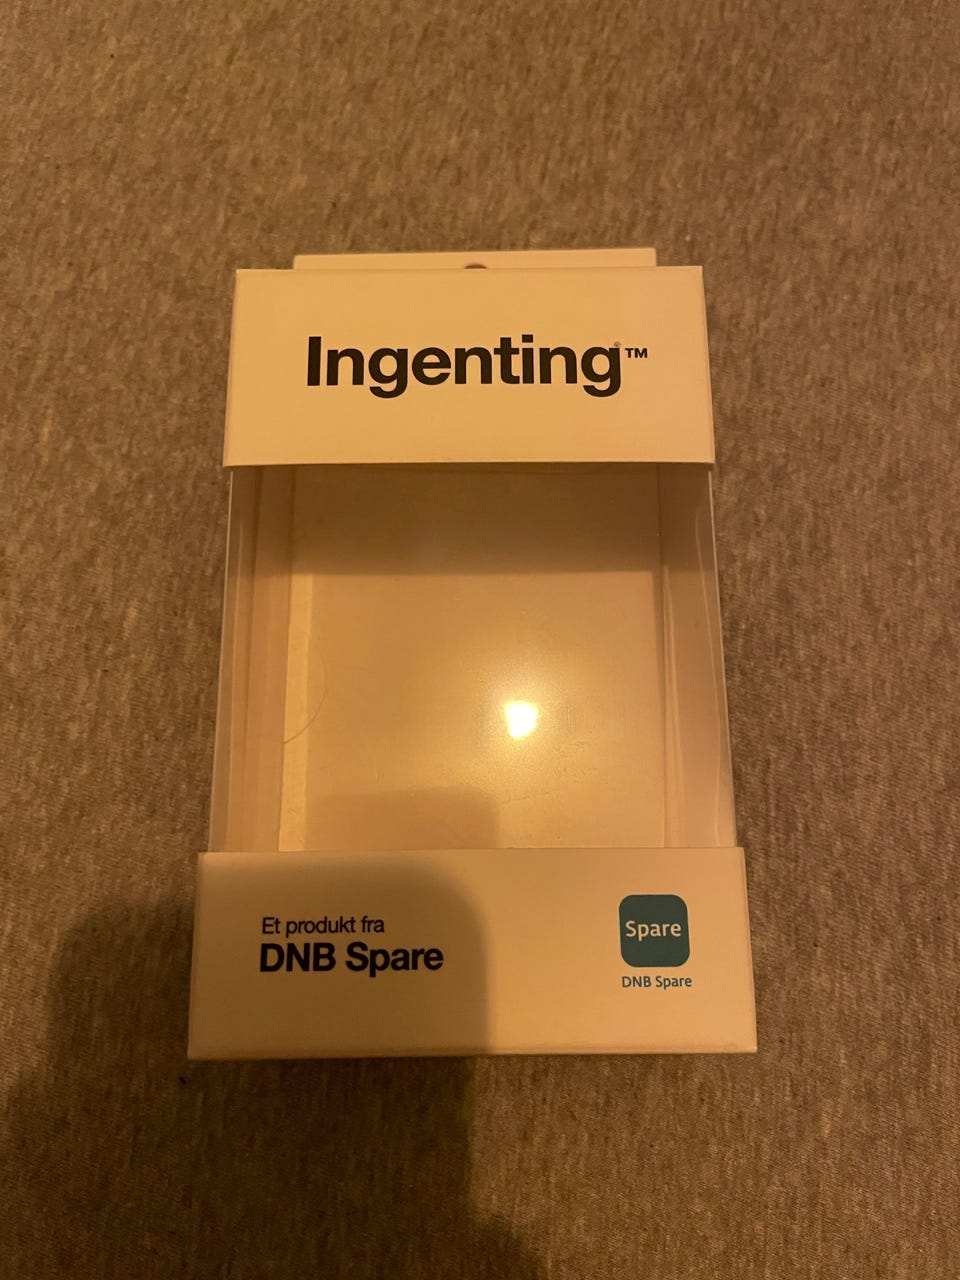 Ingenting™
Et produkt fra
DNB Spare
Spare
DNB Spare